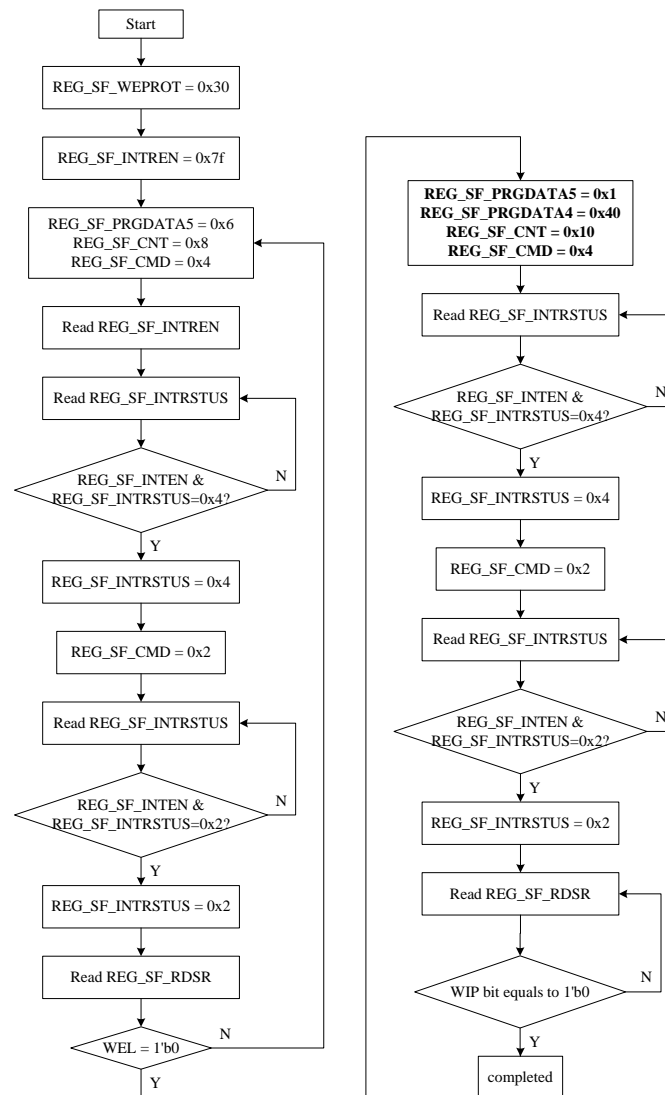 Start
REG_SF_WEPROT = 0x30
REG_SF_INTREN = 0x7f
REG_SF_PRGDATA5 = 0x6
REG_SF_CNT = 0x8
REG_SF_CMD = 0x4
Read REG_SF_INTREN
Read REG_SF_INTRSTUS
REG_SF_INTEN &
REG_SF_INTRSTUS=0x4?
N
Y
REG_SF_INTRSTUS = 0x4
REG_SF_CMD = 0x2
Read REG_SF_INTRSTUS
REG_SF_INTEN &
REG_SF_INTRSTUS=0x2?
N
Y
REG_SF_INTRSTUS = 0x2
Read REG_SF_RDSR
WEL = 1'b0
N
Y
REG_SF_PRGDATA5 = 0x1
REG_SF_PRGDATA4 = 0x40
REG_SF_CNT = 0x10
REG_SF_CMD = 0x4
Read REG_SF_INTRSTUS
REG_SF_INTEN &
REG_SF_INTRSTUS=0x4?
N
Y
REG_SF_INTRSTUS = 0x4
REG_SF_CMD = 0x2
Read REG_SF_INTRSTUS
REG_SF_INTEN &
REG_SF_INTRSTUS=0x2?
N
Y
REG_SF_INTRSTUS = 0x2
Read REG_SF_RDSR
WIP bit equals to 1'b0
N
Y
completed